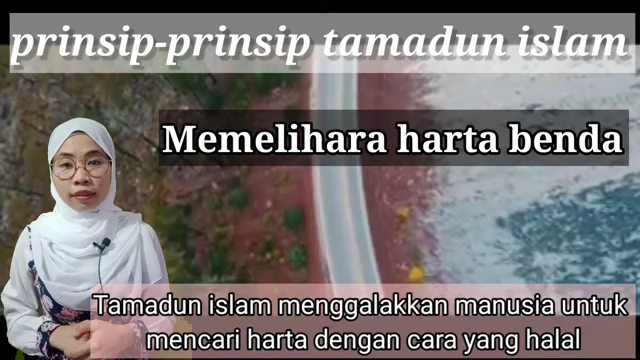 prinsip-prinsip tamadun islam
Memelihara harta benda
Tamadun islam menggalakkan manusia untuk
mencari harta dengan cara yang halal